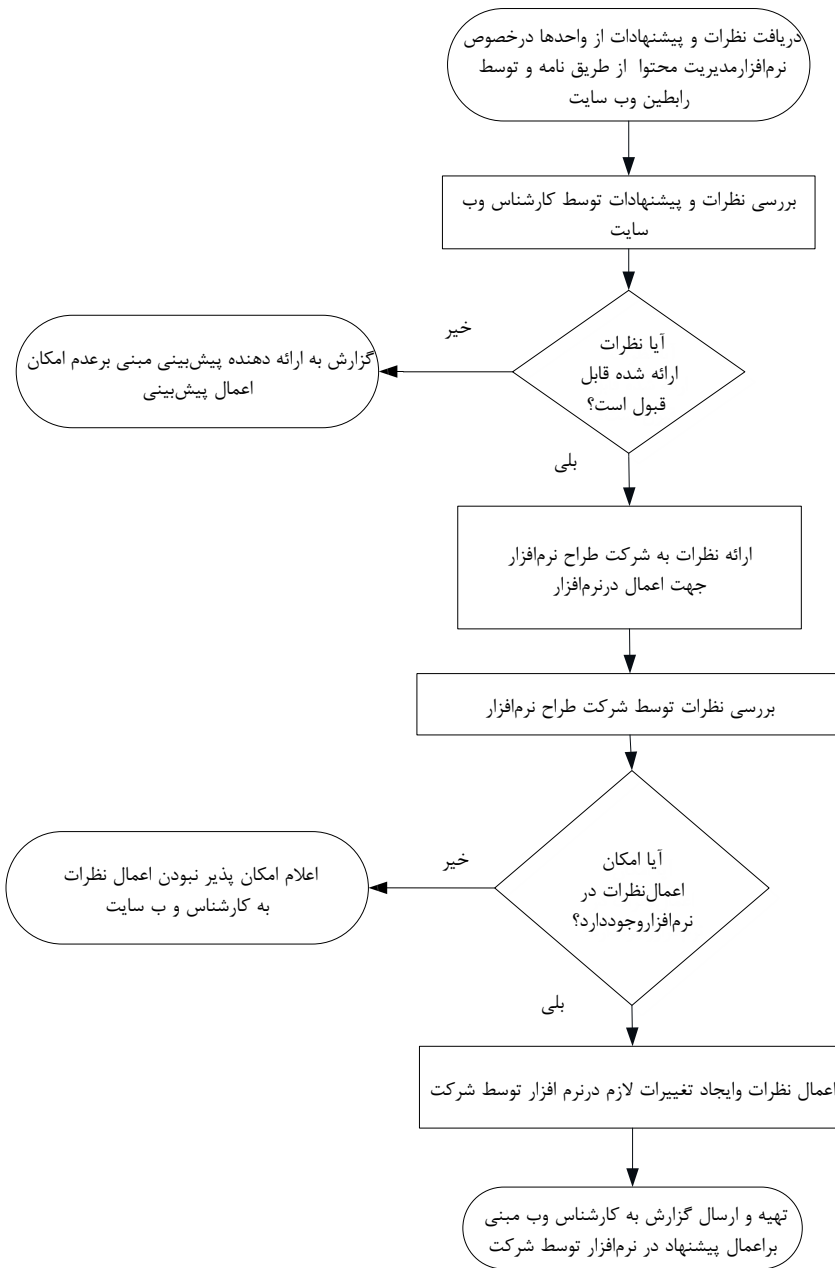 دریافت نظرات و پیشنهادات از واحدها درخصوص
نرم‌افزارمدیریت محتوا از طریق نامه و توسط
رابطین وب سایت
بررسی نظرات و پیشنهادات توسط کارشناس وب
سایت
آیا نظرات
ارائه شده قابل
قبول است؟
خیر
گزارش به ارائه دهنده پیش‌بینی مبنی برعدم امکان
اعمال پیش‌بینی
بلی
ارائه نظرات به شرکت طراح نرم‌افزار
جهت اعمال درنرم‌افزار
بررسی نظرات توسط شرکت طراح نرم‌افزار
آیا امکان
اعمال‌نظرات در
نرم‌افزاروجوددارد؟
خیر
اعلام امکان پذیر نبودن اعمال نظرات
به کارشناس و ب سایت
بلی
اعمال نظرات وایجاد تغییرات لازم درنرم افزار توسط شرکت
تهیه و ارسال گزارش به کارشناس وب مبنی
براعمال پیشنهاد در نرم‌افزار توسط شرکت